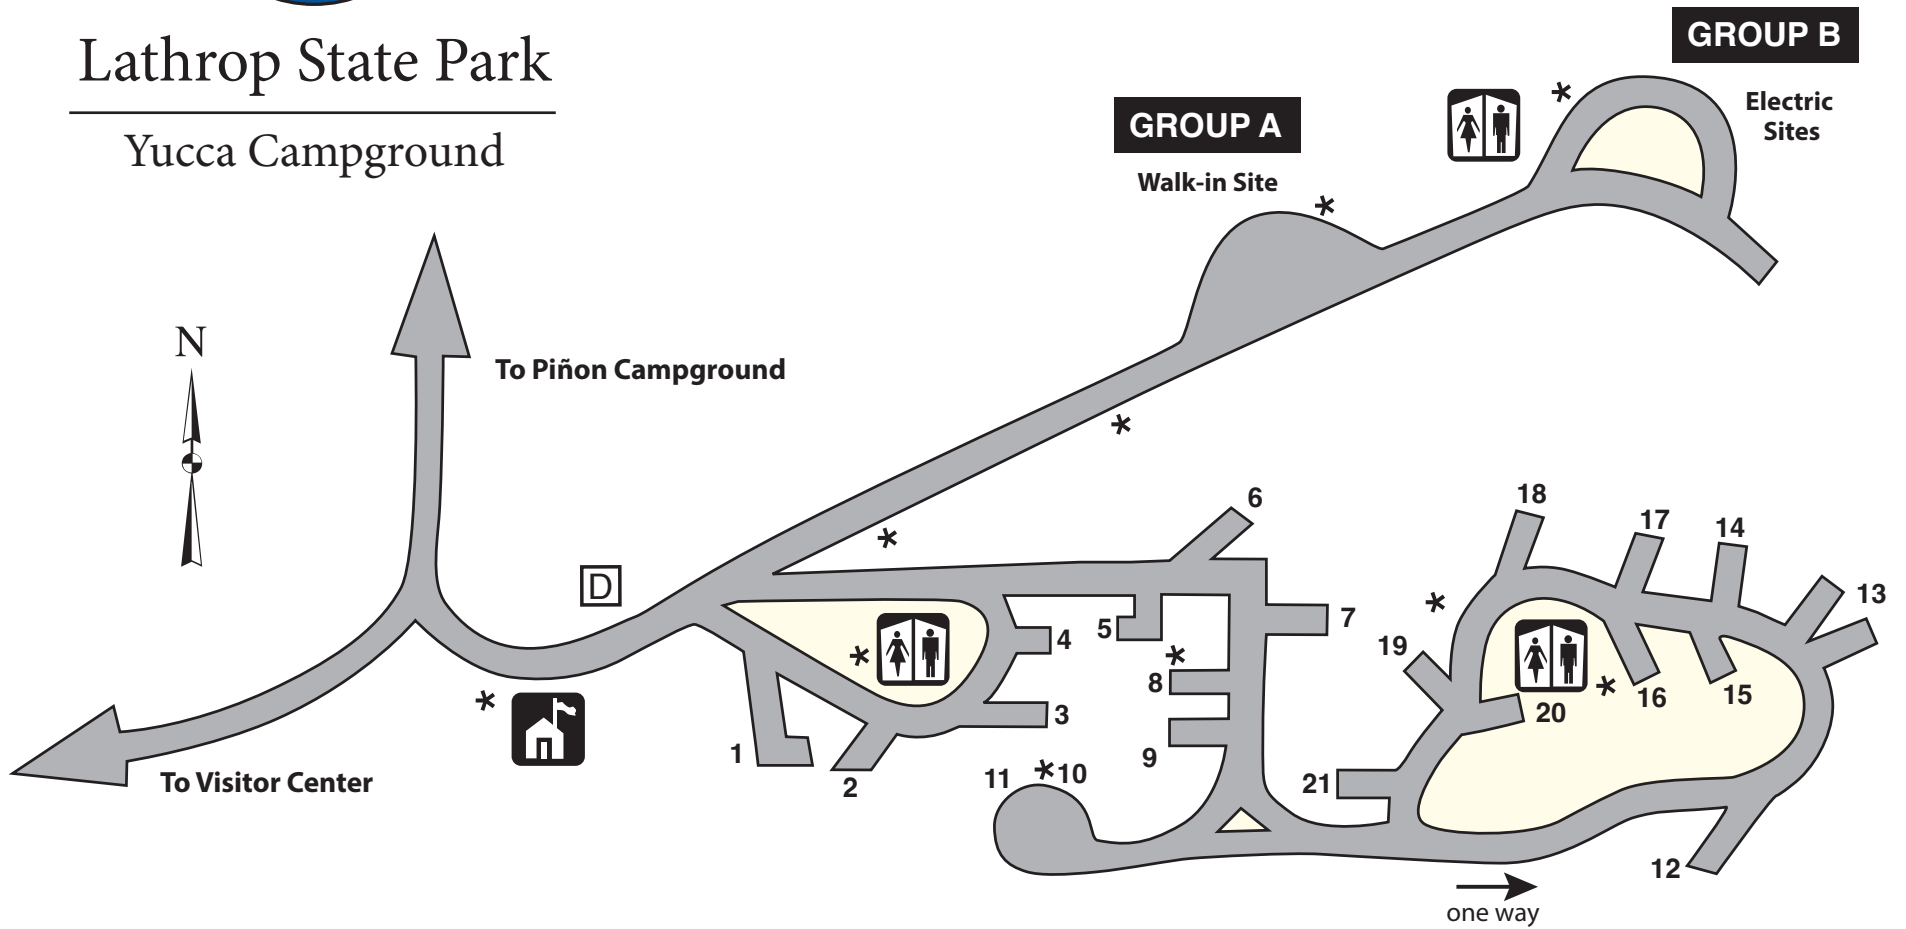 Lathrop State Park
Yucca Campground
GROUP B
Electric
Sites
GROUP A
Walk-in Site
N
To Piñon Campground
D
To Visitor Center
1
2
3
4
5
6
7
8
9
10
11
12
13
14
15
16
17
18
19
20
21
one way